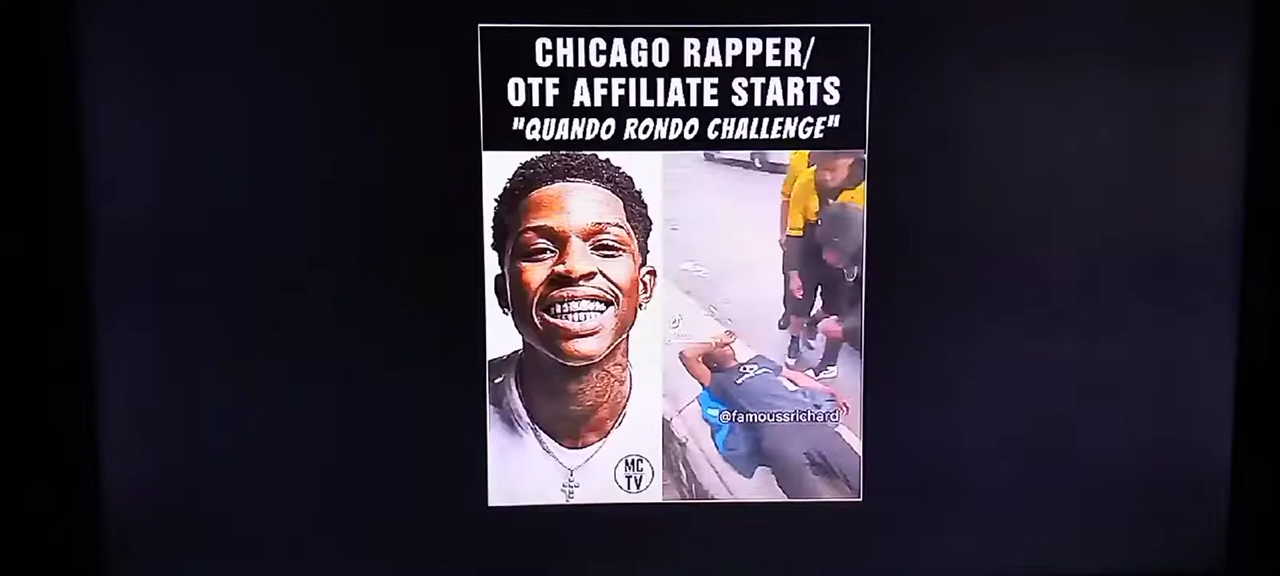 CHICAGO RAPPER/
OTF AFFILIATE STARTS
"QUANDO RONDO CHALLENGE"
@famoussrichard
MC
TV